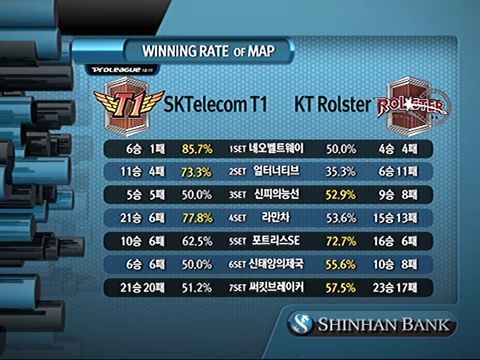 WINNING RATE OF MAP
PROLEAGUE 10-11
T1 SKTelecom T1 KT Rolster ROLSTER
6승 1패 85.7% 1SET 네오벨트웨이 50.0% 4승 4패
11승 4패 73.3% 2SET 얼터너티브 35.3% 6승 11패
5승 5패 50.0% 3SET 신피의능선 52.9% 9승 8패
21승 6패 77.8% 4SET 라만차 53.6% 15승 13패
10승 6패 62.5% 5SET 포트리스SE 72.7% 16승 6패
6승 6패 50.0% 6SET 신태양의제국 55.6% 10승 8패
21승 20패 51.2% 7SET 써킷브레이커 57.5% 23승 17패
SHINHAN BANK